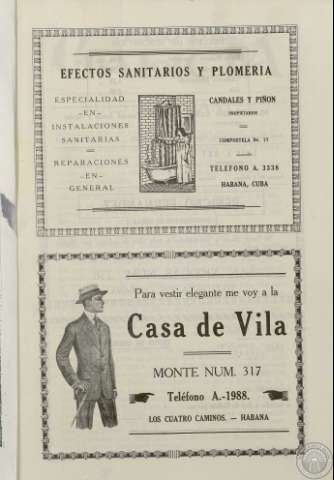 EFECTOS SANITARIOS Y PLOMERIA
ESPECIALIDAD
-EN-
INSTALACIONES
SANITARIAS
REPARACIONES
-EN-
GENERAL
CANDALES Y PIÑON
PROPIETARIOS
COMPOSTELA No. 17
TELEFONO A. 3338
HABANA, CUBA
Para vestir elegante me voy a la
Casa de Vila
MONTE NUM. 317
Teléfono A.-1988.
LOS CUATRO CAMINOS. — HABANA